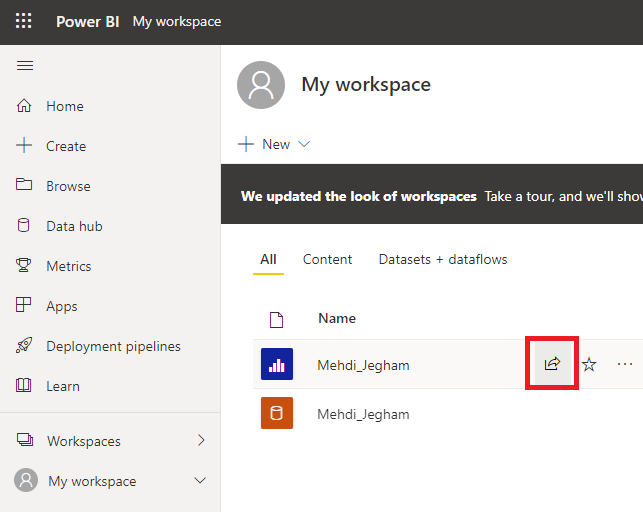 Power BI My workspace
My workspace
Home
Create
Browse
Data hub
Metrics
Apps
Deployment pipelines
Learn
Workspaces
My workspace
New
We updated the look of workspaces Take a tour, and we'll show
All Content Datasets + dataflows
Name
Mehdi_Jegham
Mehdi_Jegham